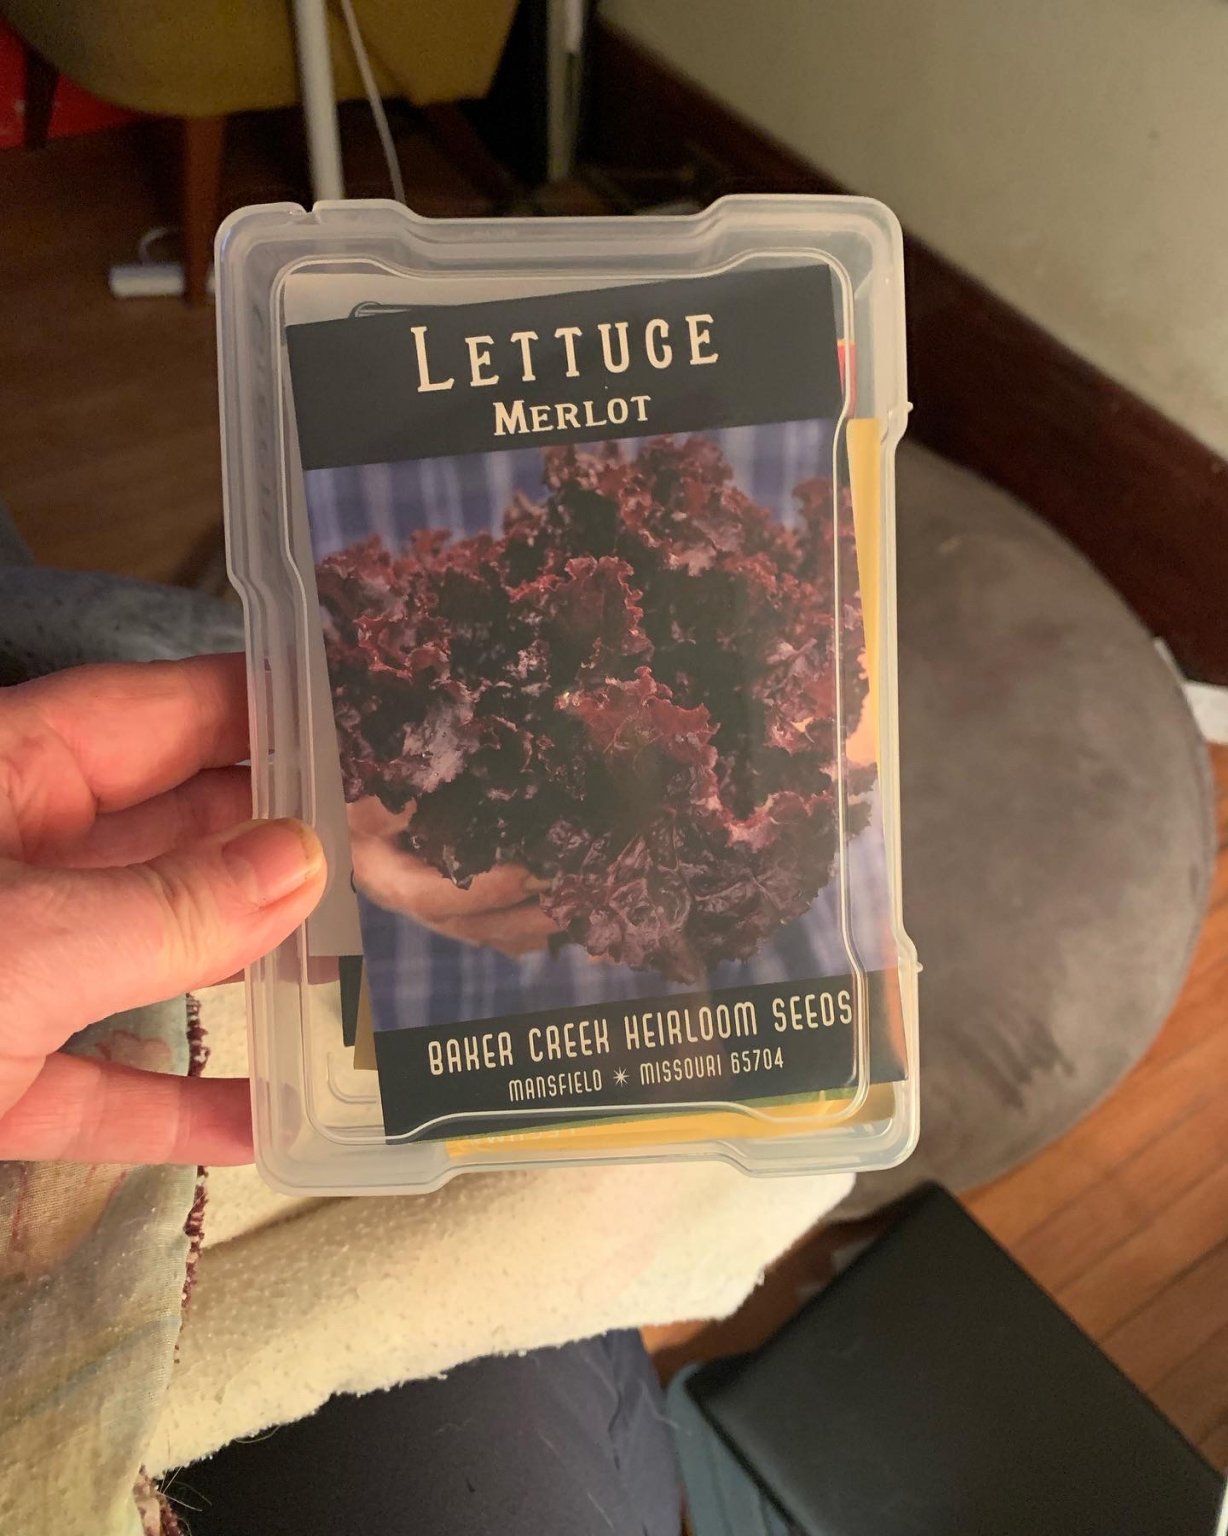 LETTUCE
MERLOT
BAKER CREEK HEIRLOOM SEEDS
MANSFIELD ✴ MISSOURI 65704